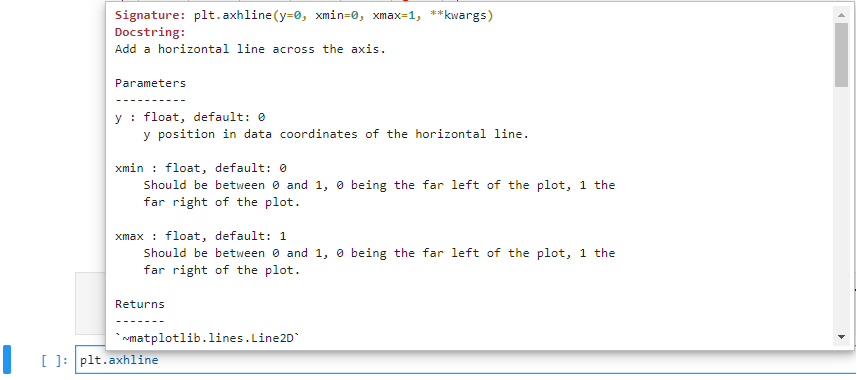 Signature: plt.axhline(y=0, xmin=0, xmax=1, **kwargs)
Docstring:
Add a horizontal line across the axis.
Parameters
----------
y : float, default: 0
    y position in data coordinates of the horizontal line.
xmin : float, default: 0
    Should be between 0 and 1, 0 being the far left of the plot, 1 the
    far right of the plot.
xmax : float, default: 1
    Should be between 0 and 1, 0 being the far left of the plot, 1 the
    far right of the plot.
Returns
-------
`~matplotlib.lines.Line2D`
[ ]: plt.axhline